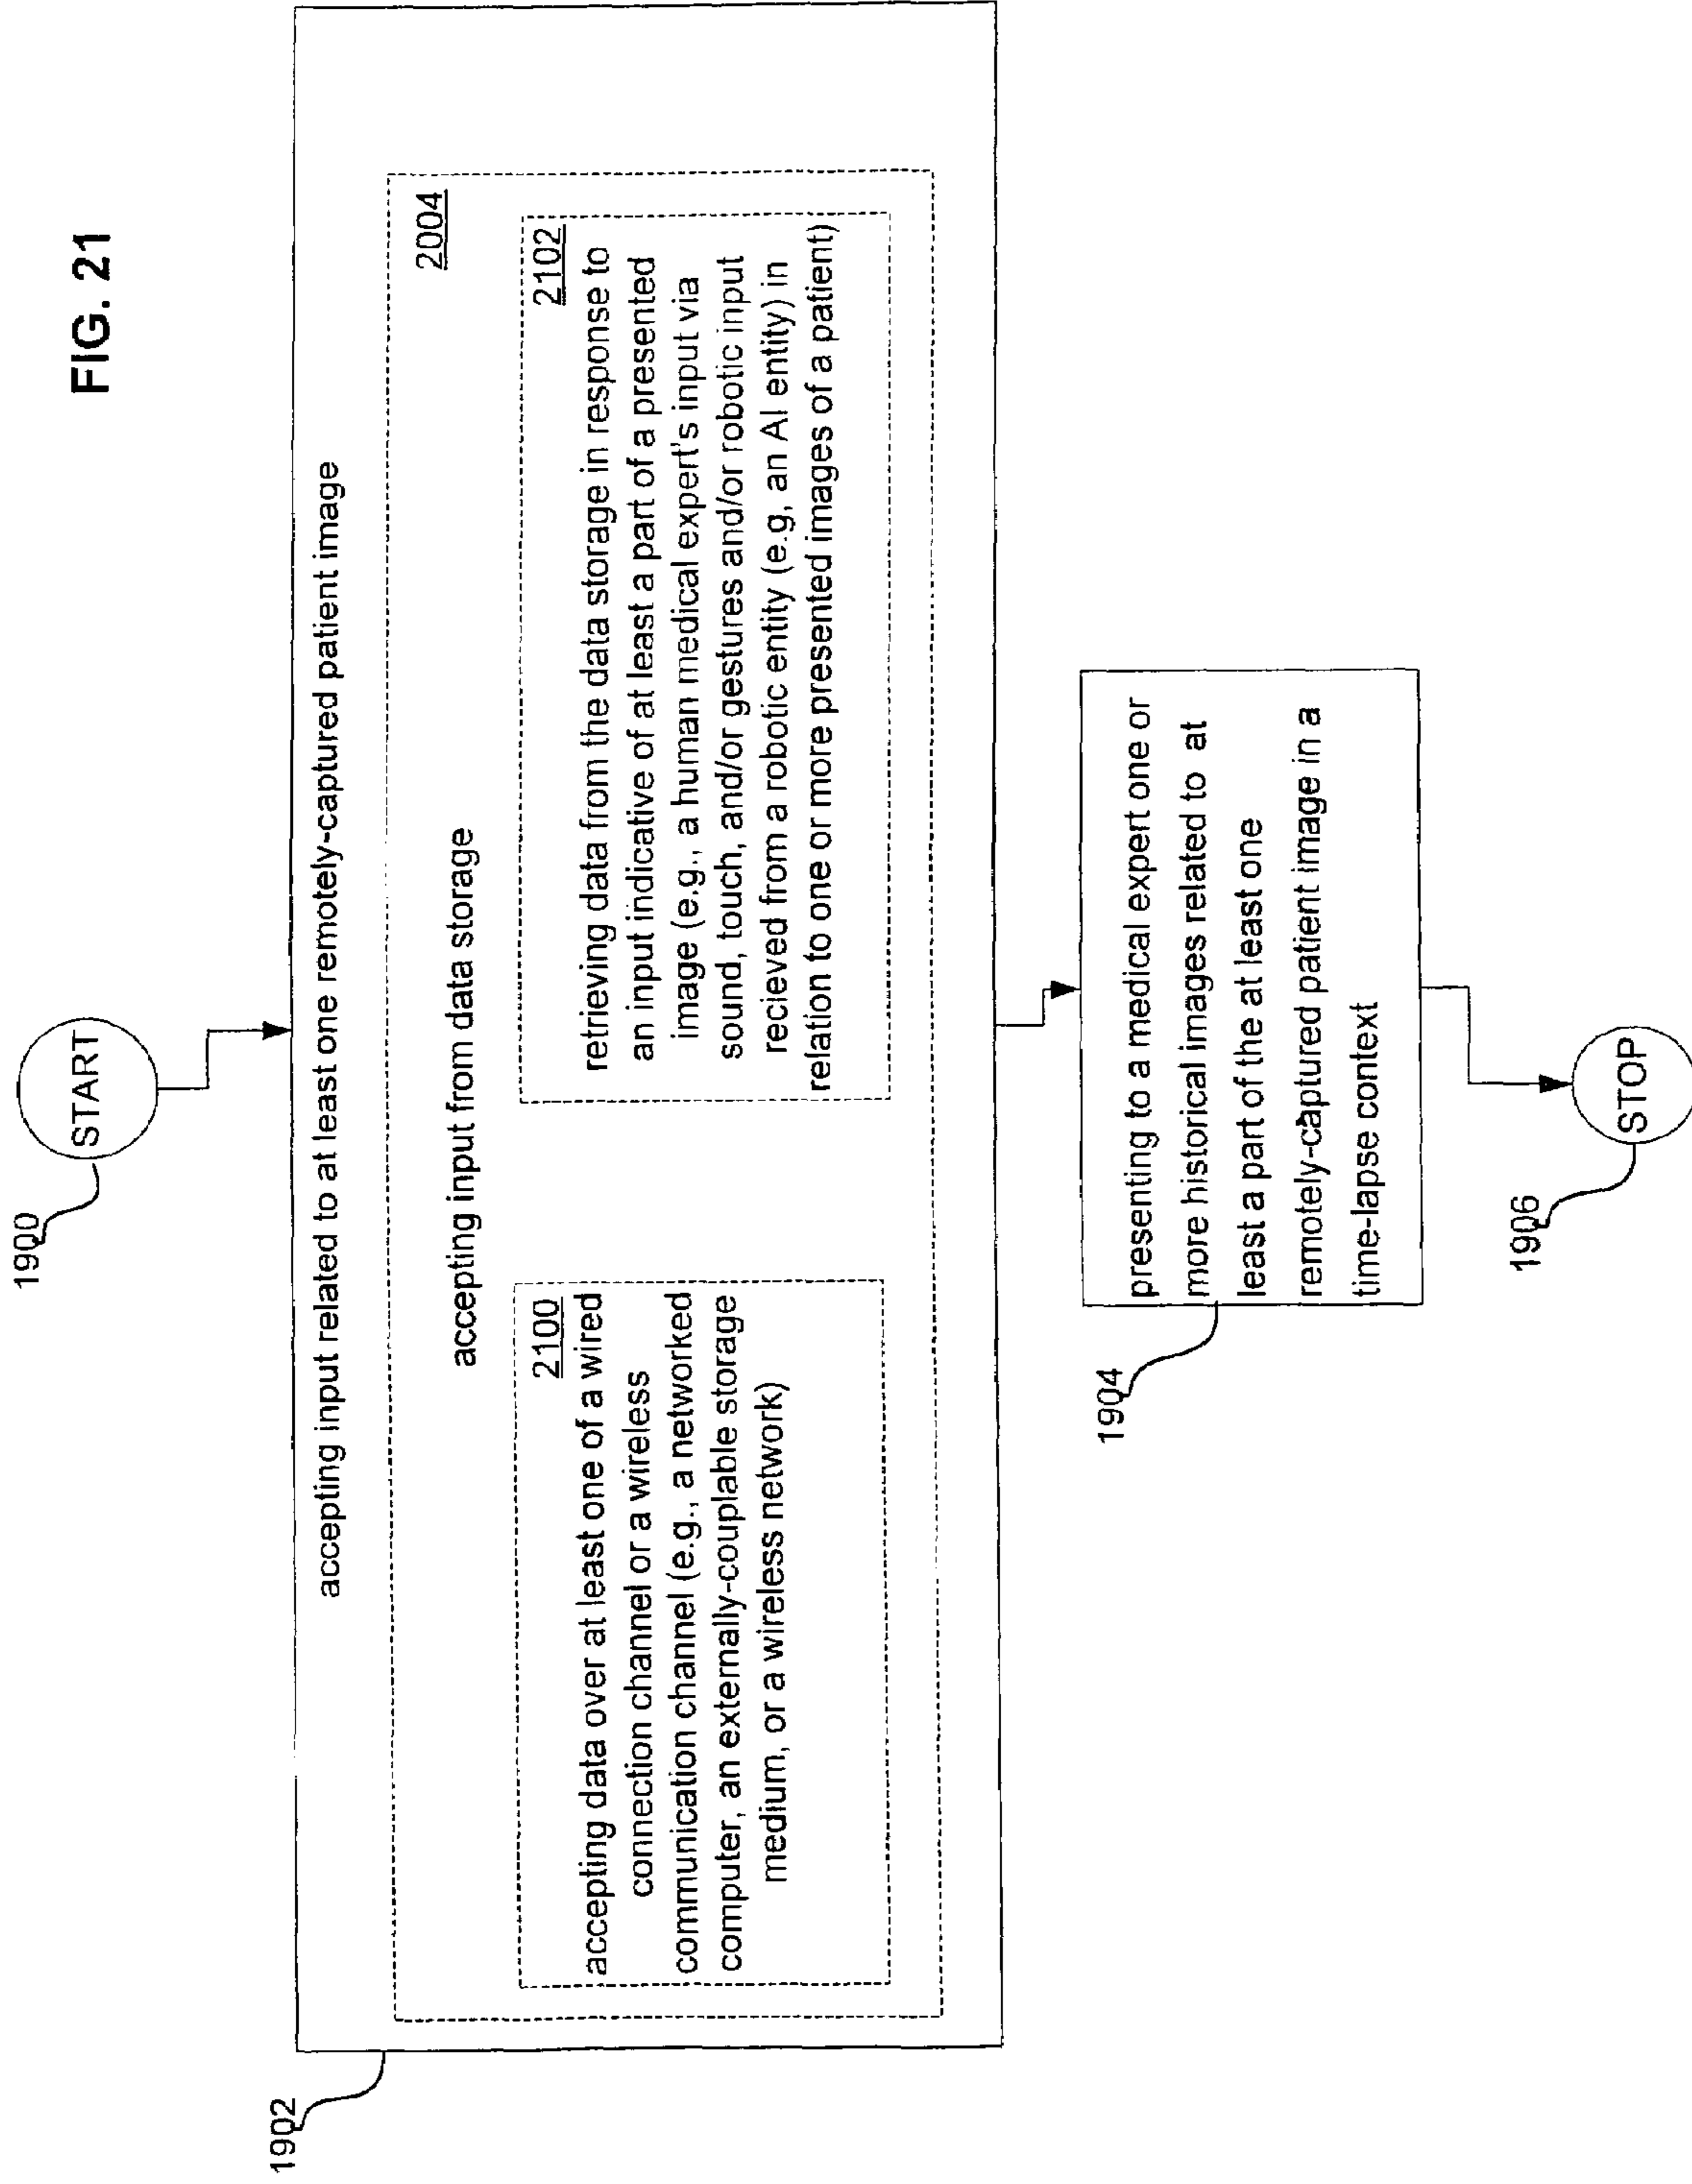 FIG. 21
1900
START
1902
accepting input related to at least one remotely-captured patient image
2004
accepting input from data storage
2100
accepting data over at least one of a wired
connection channel or a wireless
communication channel (e.g., a networked
computer, an externally-couplable storage
medium, or a wireless network)
2102
retrieving data from the data storage in response to
an input indicative of at least a part of a presented
image (e.g., a human medical expert's input via
sound, touch, and/or gestures and/or robotic input
recieved from a robotic entity (e.g, an AI entity) in
relation to one or more presented images of a patient)
1904
presenting to a medical expert one or
more historical images related to at
least a part of the at least one
remotely-captured patient image in a
time-lapse context
1906
STOP